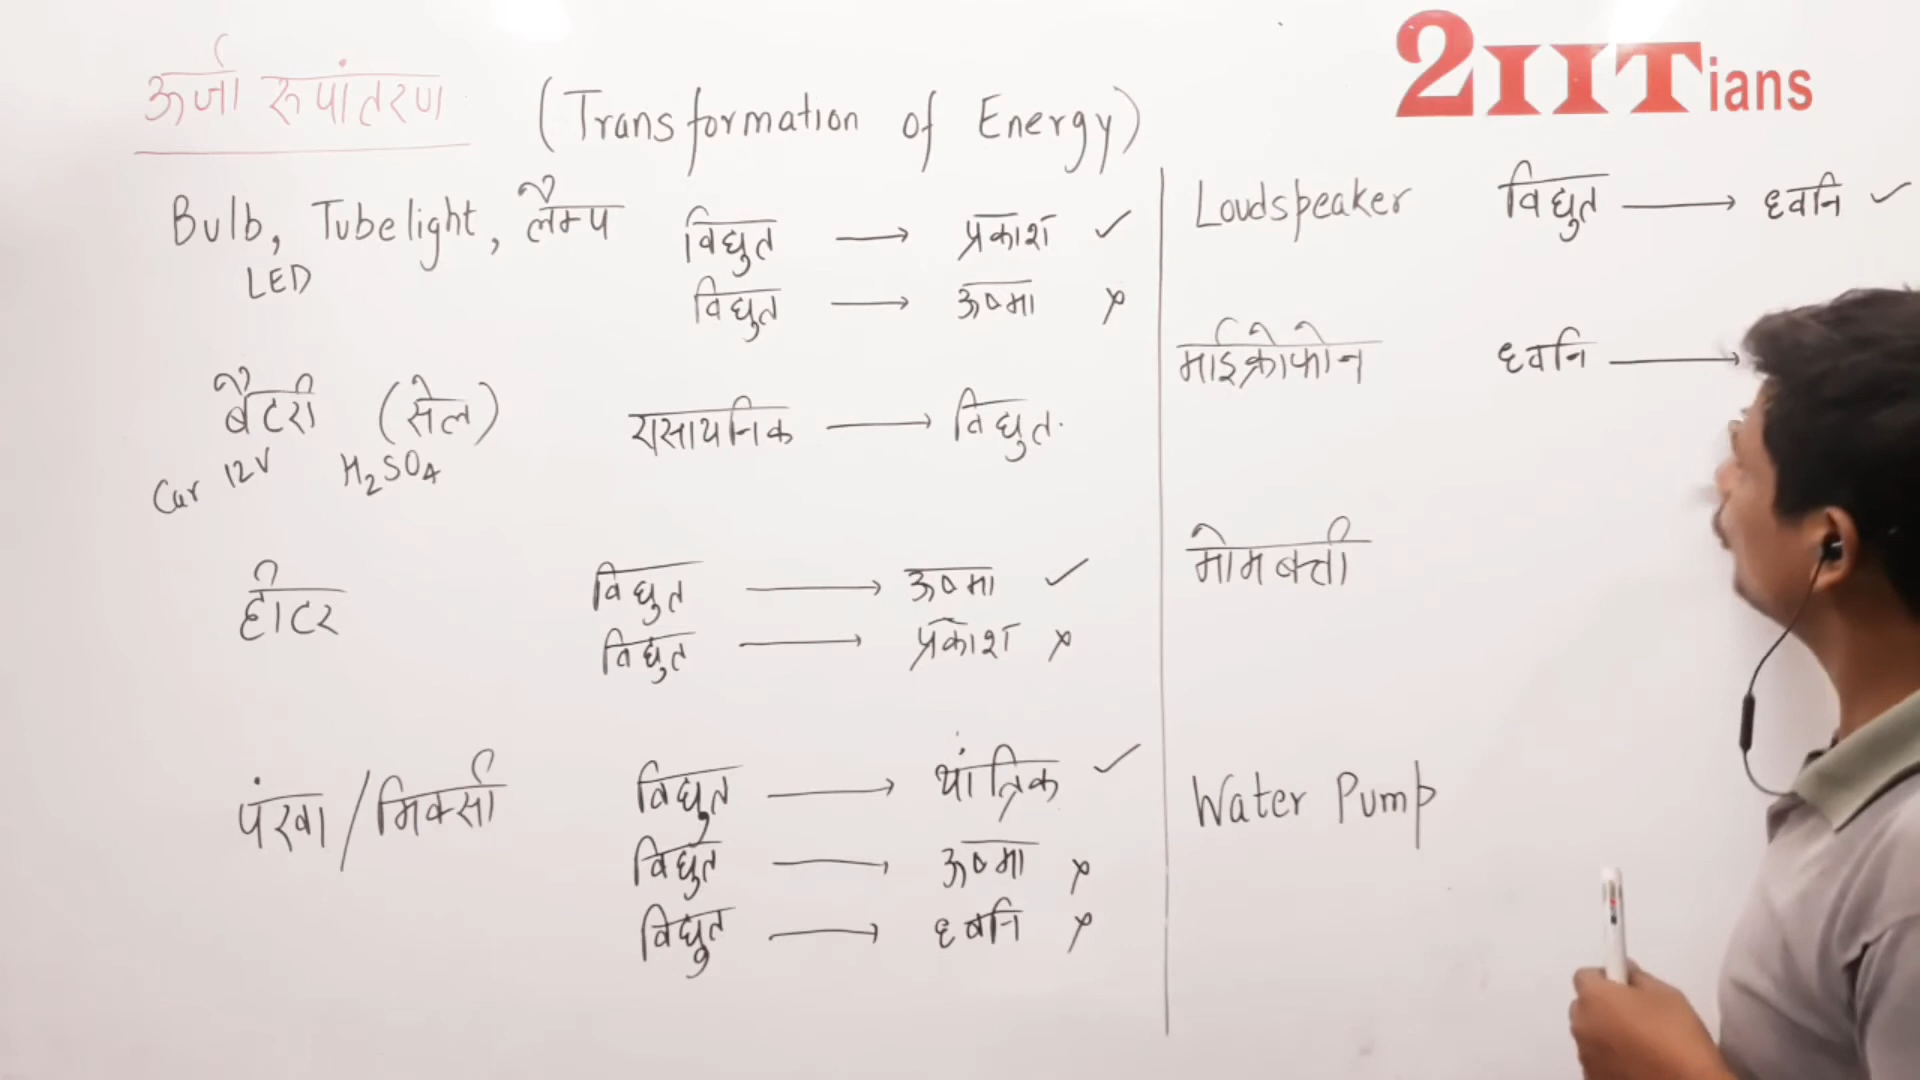 ऊर्जा रूपांतरण (Transformation of Energy)
2IITians
Bulb, Tubelight, लैम्प विद्युत → प्रकाश ✓
LED विद्युत → ऊष्मा ×
बैटरी (सेल) रासायनिक → विद्युत
Car 12V H₂SO₄
हीटर विद्युत → ऊष्मा ✓
विद्युत → प्रकाश ×
पंखा / मिक्सी विद्युत → यांत्रिक ✓
विद्युत → ऊष्मा ×
विद्युत → ध्वनि ×
Loudspeaker विद्युत → ध्वनि ✓
माईक्रोफोन ध्वनि →
मोमबत्ती
Water Pump